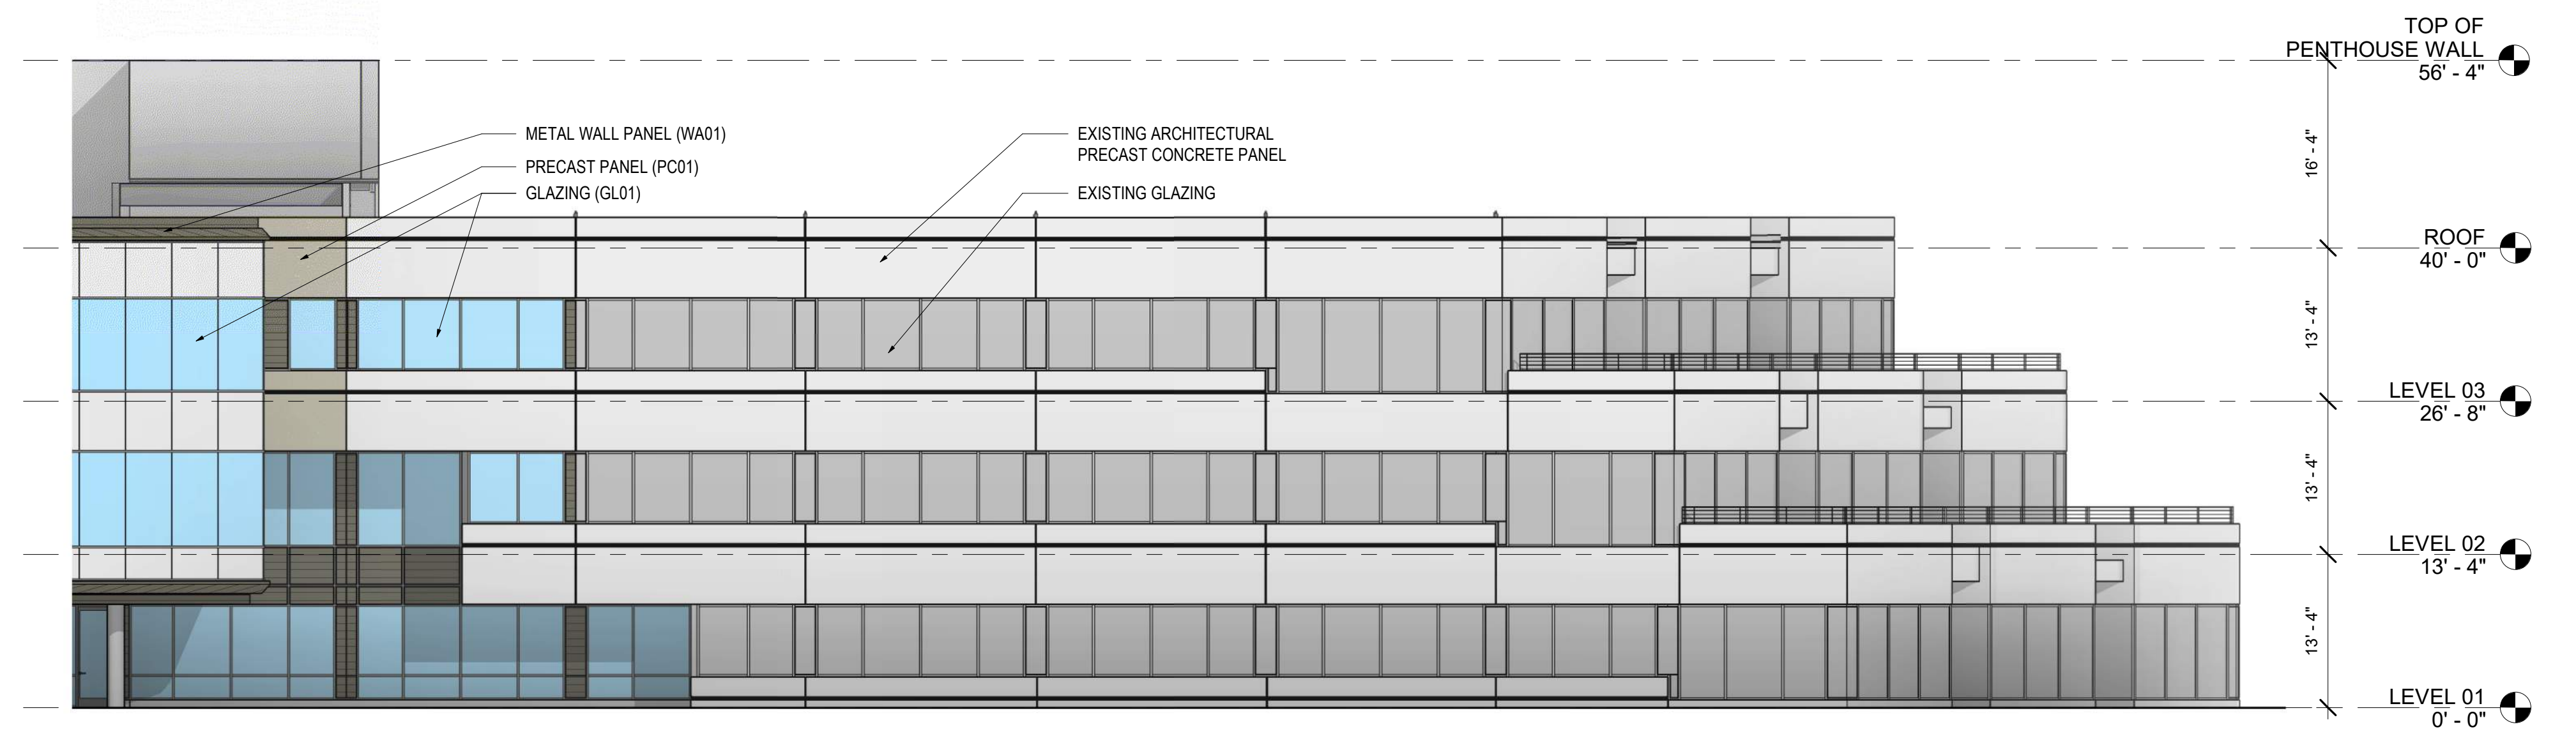 TOP OF
PENTHOUSE WALL
56' - 4"
METAL WALL PANEL (WA01)
PRECAST PANEL (PC01)
GLAZING (GL01)
EXISTING ARCHITECTURAL
PRECAST CONCRETE PANEL
EXISTING GLAZING
16' - 4"
ROOF
40' - 0"
13' - 4"
LEVEL 03
26' - 8"
13' - 4"
LEVEL 02
13' - 4"
13' - 4"
LEVEL 01
0' - 0"